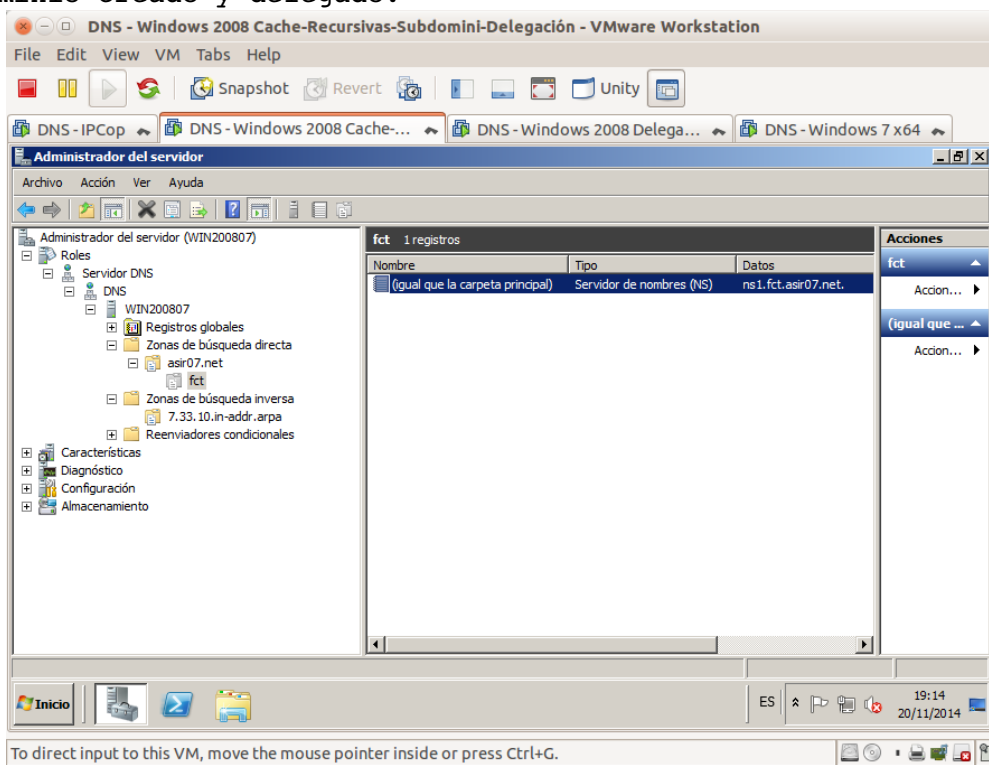 minio creado y delegado.
DNS - Windows 2008 Cache-Recursivas-Subdomini-Delegación - VMware Workstation
File Edit View VM Tabs Help
Snapshot Revert Unity
DNS - IPCop DNS - Windows 2008 Cache-... DNS - Windows 2008 Delega... DNS - Windows 7 x64
Administrador del servidor
Archivo Acción Ver Ayuda
Administrador del servidor (WIN200807)
Roles
Servidor DNS
DNS
WIN200807
Registros globales
Zonas de búsqueda directa
asir07.net
fct
Zonas de búsqueda inversa
7.33.10.in-addr.arpa
Reenviadores condicionales
Características
Diagnóstico
Configuración
Almacenamiento
fct 1 registros
Nombre Tipo Datos
(igual que la carpeta principal) Servidor de nombres (NS) ns1.fct.asir07.net.
Acciones
fct
Accion...
(igual que ...
Accion...
Inicio ES 19:14
20/11/2014
To direct input to this VM, move the mouse pointer inside or press Ctrl+G.